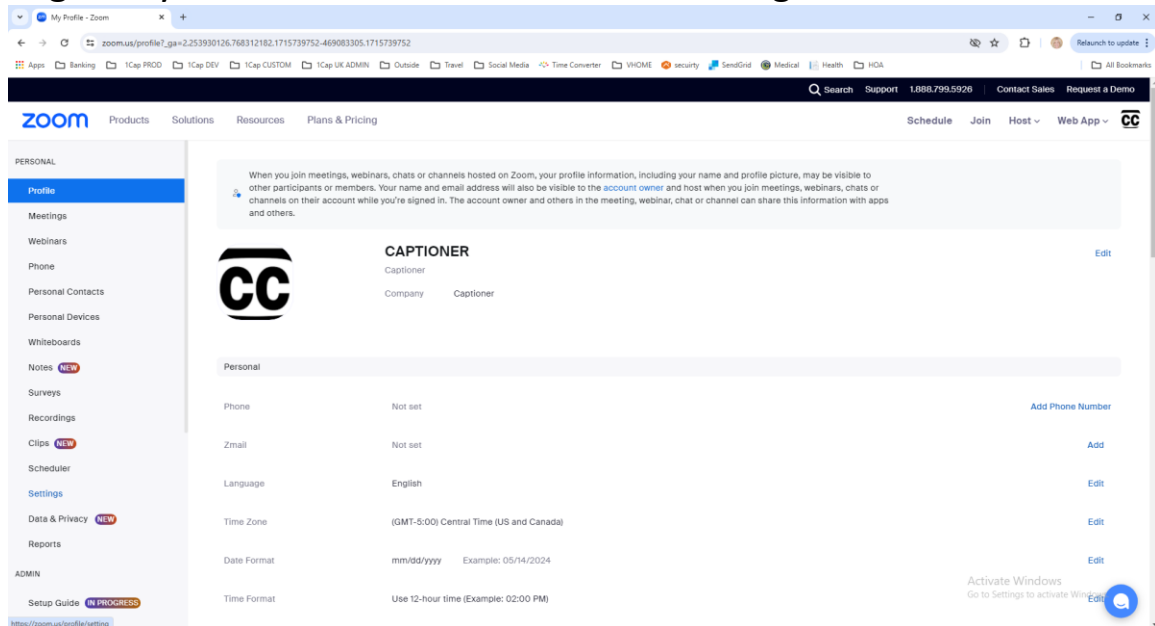 My Profile - Zoom
zoom.us/profile?_ga=2.253930126.768312182.1715739752-469083305.1715739752
Relaunch to update
Apps Banking 1Cap PROD 1Cap DEV 1Cap CUSTOM 1Cap UK ADMIN Outside Travel Social Media Time Converter VHOME secuirty SendGrid Medical Health HOA All Bookmarks
Search Support 1.888.799.5926 Contact Sales Request a Demo
zoom Products Solutions Resources Plans & Pricing Schedule Join Host Web App CC
PERSONAL
Profile
Meetings
Webinars
Phone
Personal Contacts
Personal Devices
Whiteboards
Notes NEW
Surveys
Recordings
Clips NEW
Scheduler
Settings
Data & Privacy NEW
Reports
ADMIN
Setup Guide IN PROGRESS
https://zoom.us/profile/setting
When you join meetings, webinars, chats or channels hosted on Zoom, your profile information, including your name and profile picture, may be visible to
other participants or members. Your name and email address will also be visible to the account owner and host when you join meetings, webinars, chats or
channels on their account while you're signed in. The account owner and others in the meeting, webinar, chat or channel can share this information with apps
and others.
CC
CAPTIONER
Edit
Captioner
Company Captioner
Personal
Phone Not set Add Phone Number
Zmail Not set Add
Language English Edit
Time Zone (GMT-5:00) Central Time (US and Canada) Edit
Date Format mm/dd/yyyy Example: 05/14/2024 Edit
Time Format Use 12-hour time (Example: 02:00 PM) Edit
Activate Windows
Go to Settings to activate